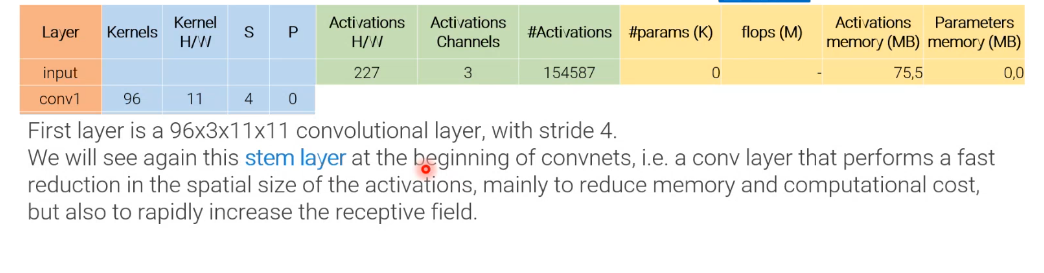 Layer Kernels Kernel H/W S P Activations H/W Activations Channels #Activations #params (K) flops (M) Activations memory (MB) Parameters memory (MB)
input 227 3 154587 0 - 75,5 0,0
conv1 96 11 4 0
First layer is a 96x3x11x11 convolutional layer, with stride 4.
We will see again this stem layer at the beginning of convnets, i.e. a conv layer that performs a fast
reduction in the spatial size of the activations, mainly to reduce memory and computational cost,
but also to rapidly increase the receptive field.